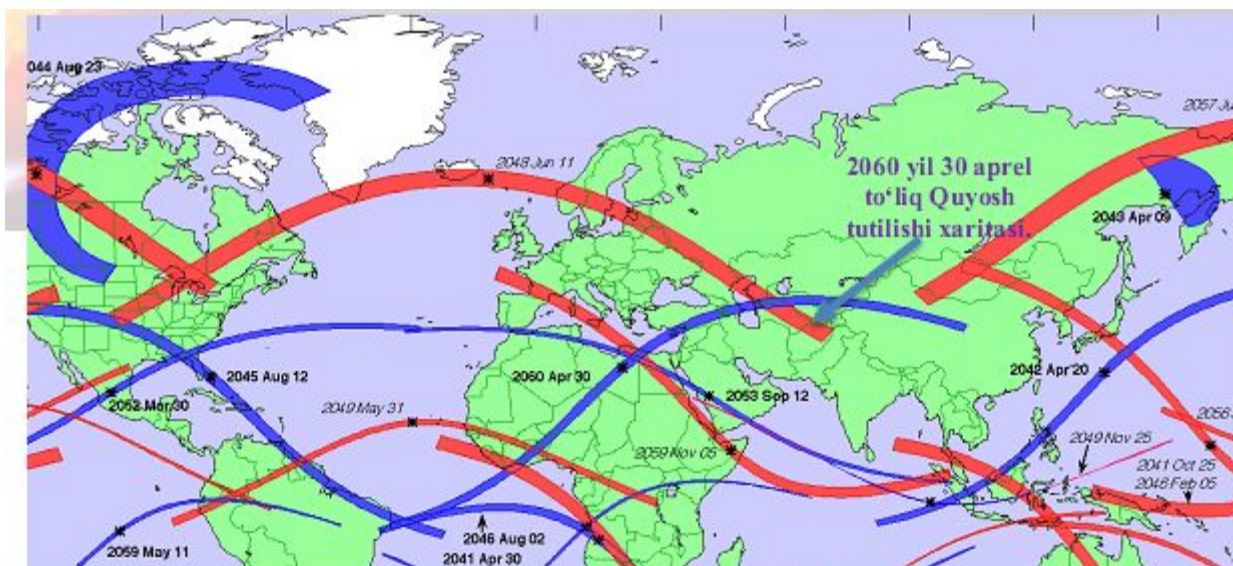 044 Aug 23
2057 Ju
2048 Jun 11
2060 yil 30 aprel
to‘liq Quyosh
tutilishi xaritasi.
2043 Apr 09
2045 Aug 12
2060 Apr 30
2042 Apr 20
2052 Mar 30
2053 Sep 12
2049 May 31
2056
2059 Nov 05
2049 Nov 25
2041 Oct 25
2046 Feb 05
2059 May 11
2046 Aug 02
2041 Apr 30